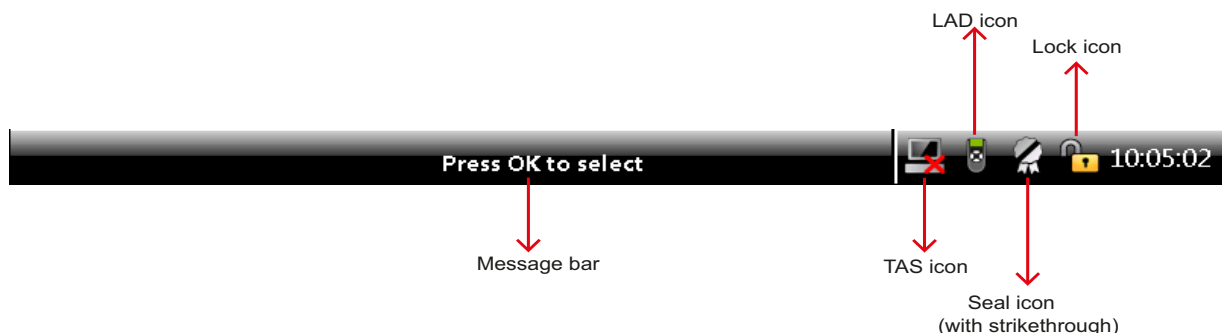 LAD icon
Lock icon
Press OK to select
10:05:02
Message bar
TAS icon
Seal icon
(with strikethrough)